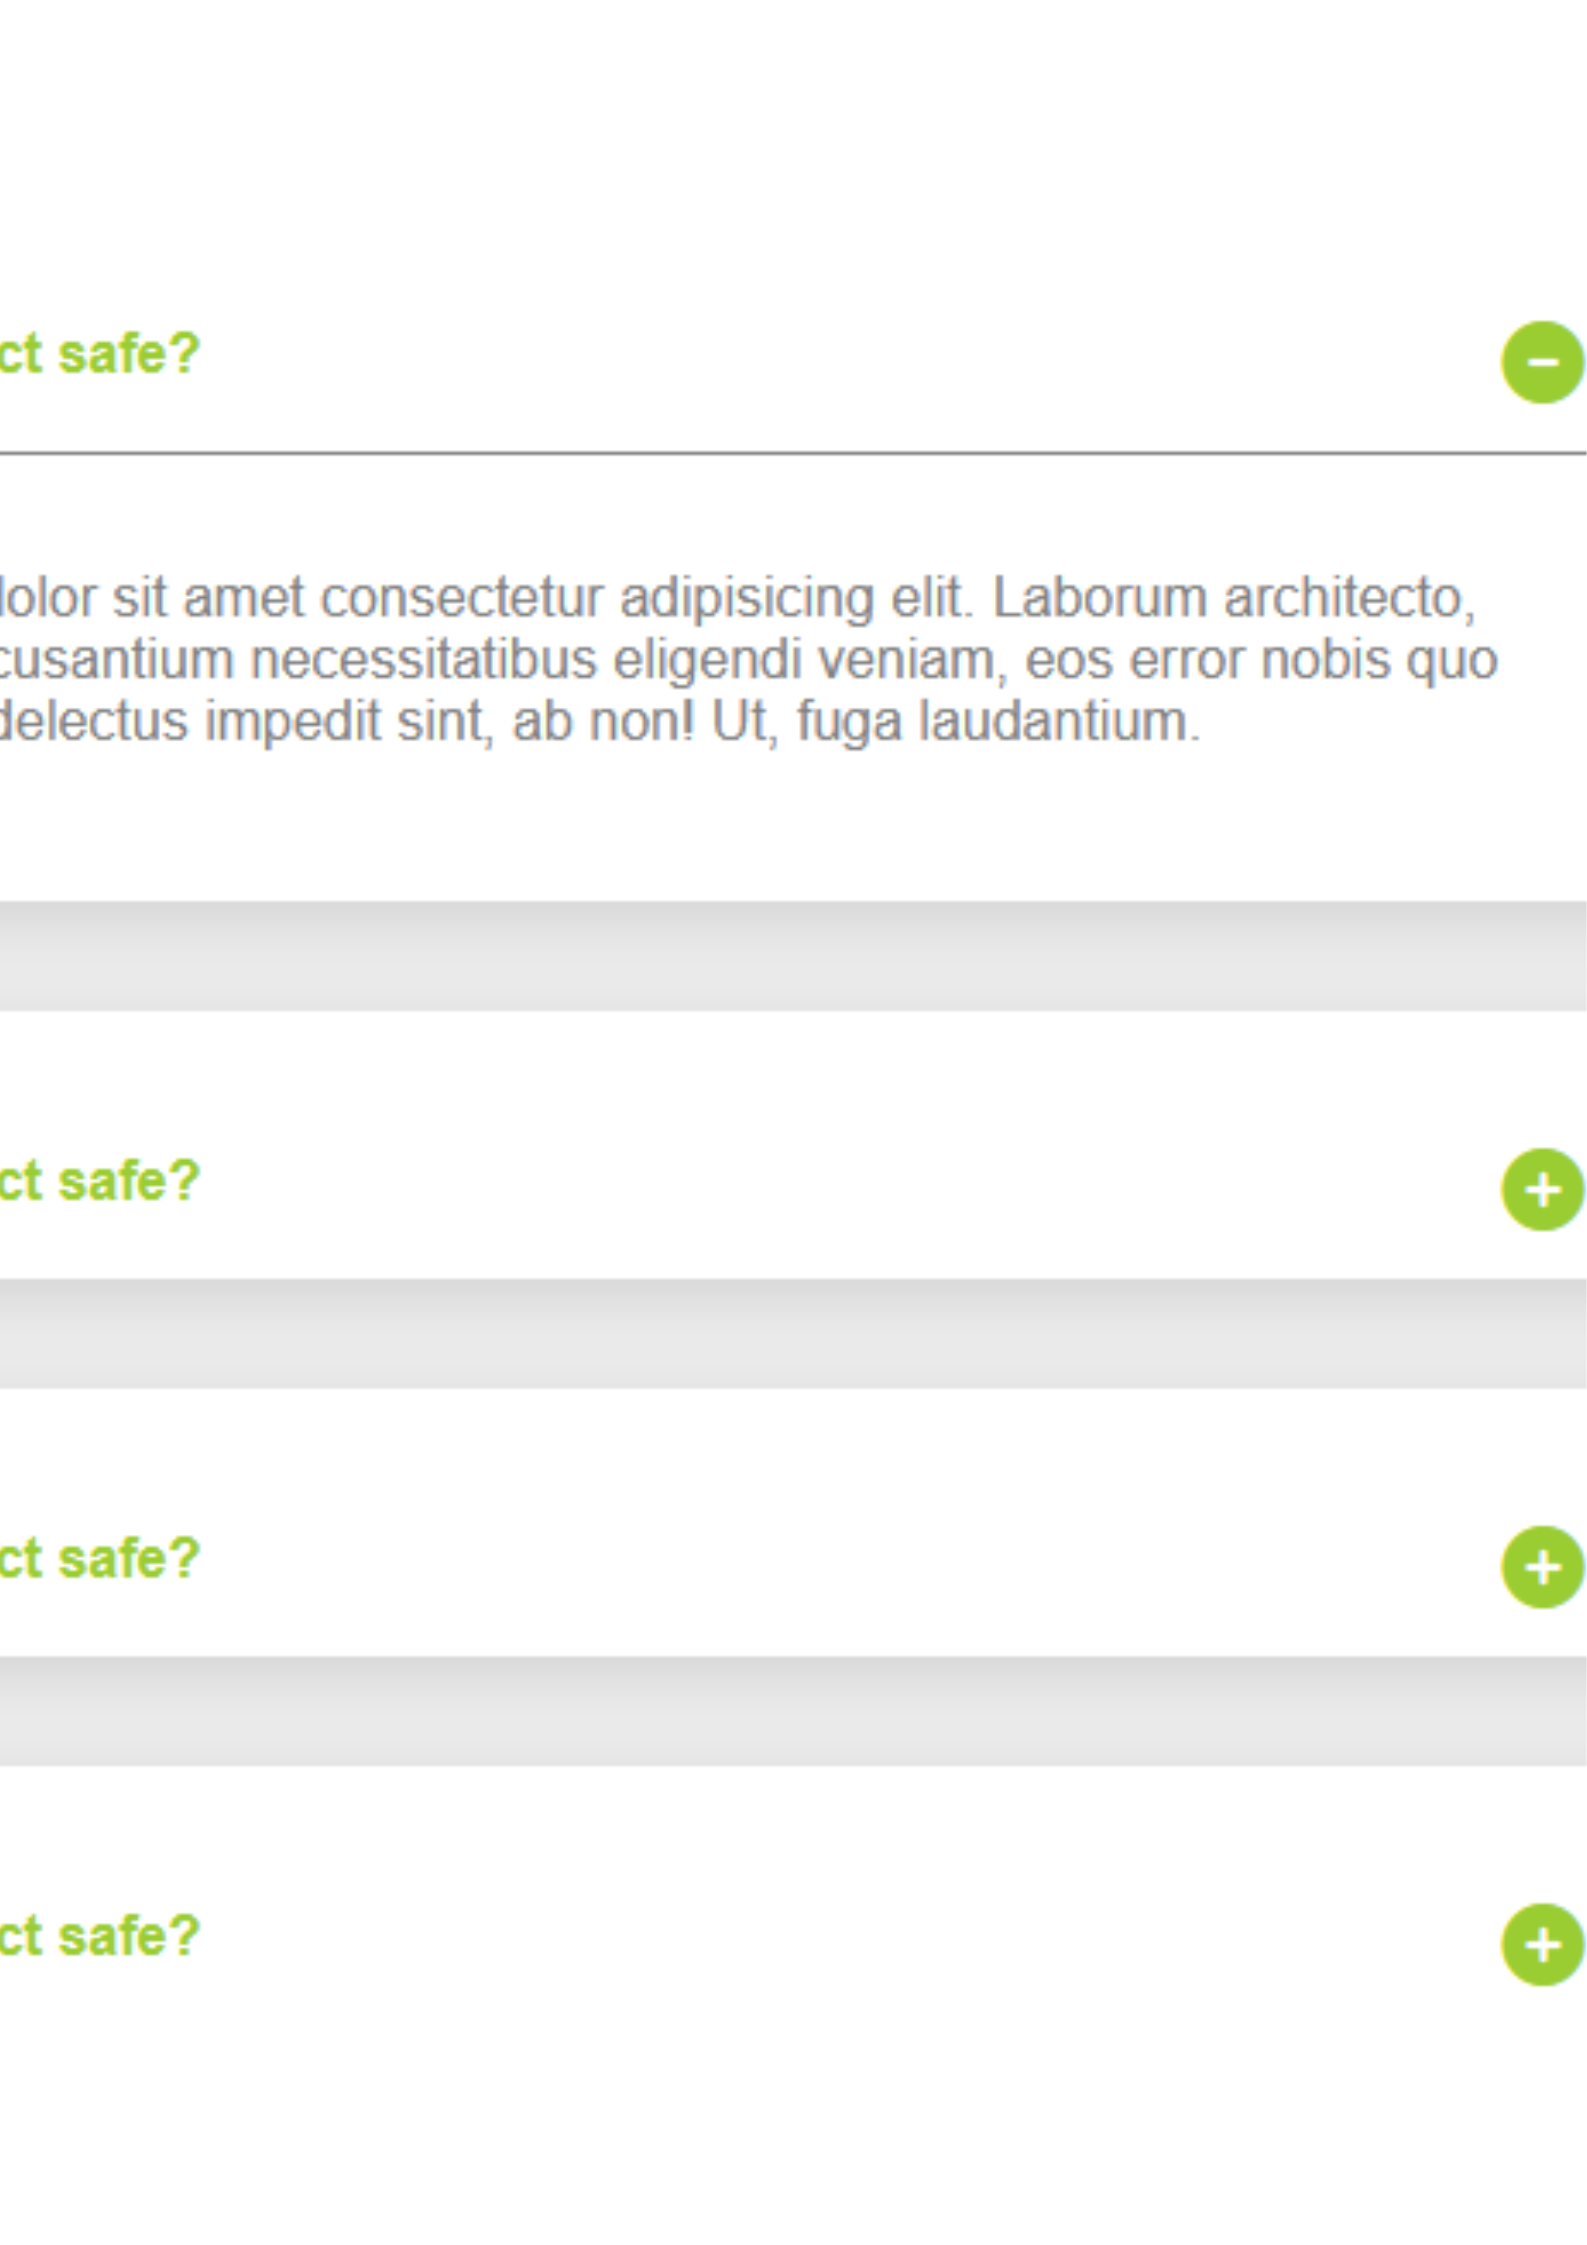 ct safe?
dolor sit amet consectetur adipisicing elit. Laborum architecto,
cusantium necessitatibus eligendi veniam, eos error nobis quo
delectus impedit sint, ab non! Ut, fuga laudantium.
ct safe?
ct safe?
ct safe?